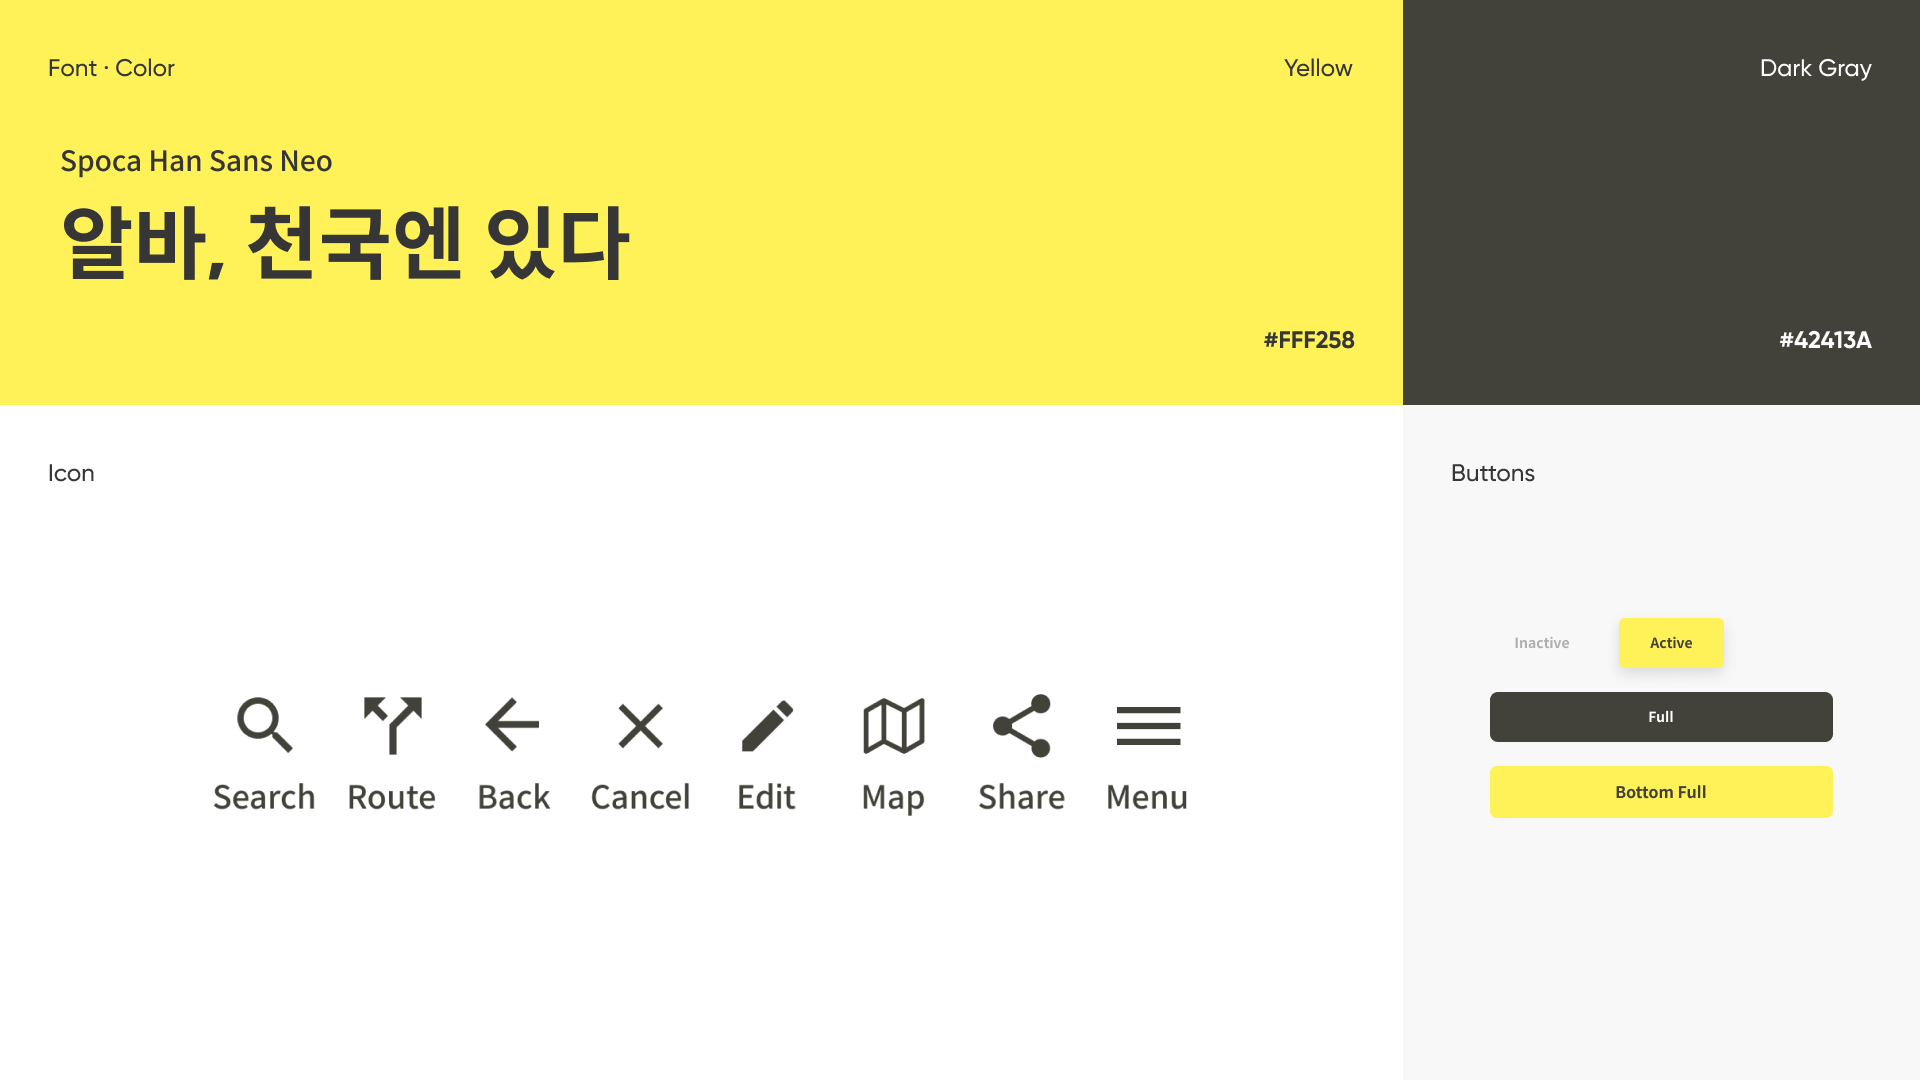 Font · Color
Yellow
Dark Gray
Spoca Han Sans Neo
알바, 천국엔 있다
#FFF258
#42413A
Icon
Buttons
Inactive
Active
Full
Bottom Full
Search
Route
Back
Cancel
Edit
Map
Share
Menu